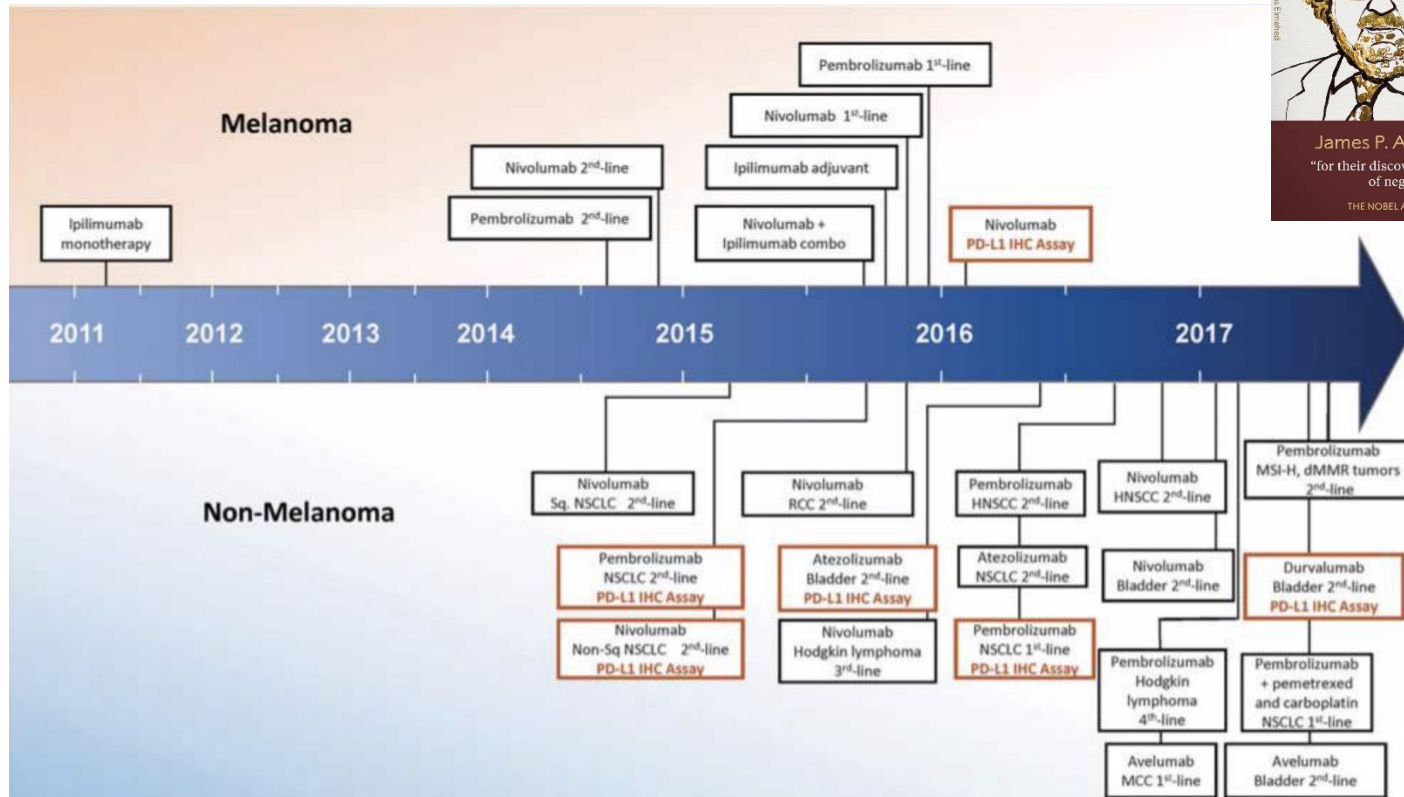 Melanoma
Pembrolizumab 1st-line
Nivolumab 1st-line
Nivolumab 2nd-line
Ipilimumab adjuvant
Pembrolizumab 2nd-line
Ipilimumab
monotherapy
Nivolumab +
Ipilimumab combo
Nivolumab
PD-L1 IHC Assay
James P. A
"for their discov
of neg
THE NOBEL A
2011
2012
2013
2014
2015
2016
2017
Non-Melanoma
Nivolumab
Sq. NSCLC 2nd-line
Pembrolizumab
NSCLC 2nd-line
PD-L1 IHC Assay
Nivolumab
Non-Sq NSCLC 2nd-line
PD-L1 IHC Assay
Nivolumab
RCC 2nd-line
Atezolizumab
Bladder 2nd-line
PD-L1 IHC Assay
Nivolumab
Hodgkin lymphoma
3rd-line
Pembrolizumab
HNSCC 2nd-line
Atezolizumab
NSCLC 2nd-line
Pembrolizumab
NSCLC 1st-line
PD-L1 IHC Assay
Nivolumab
HNSCC 2nd-line
Nivolumab
Bladder 2nd-line
Pembrolizumab
Hodgkin
lymphoma
4th-line
Avelumab
MCC 1st-line
Pembrolizumab
MSI-H, dMMR tumors
2nd-line
Durvalumab
Bladder 2nd-line
PD-L1 IHC Assay
Pembrolizumab
+ pemetrexed
and carboplatin
NSCLC 1st-line
Avelumab
Bladder 2nd-line